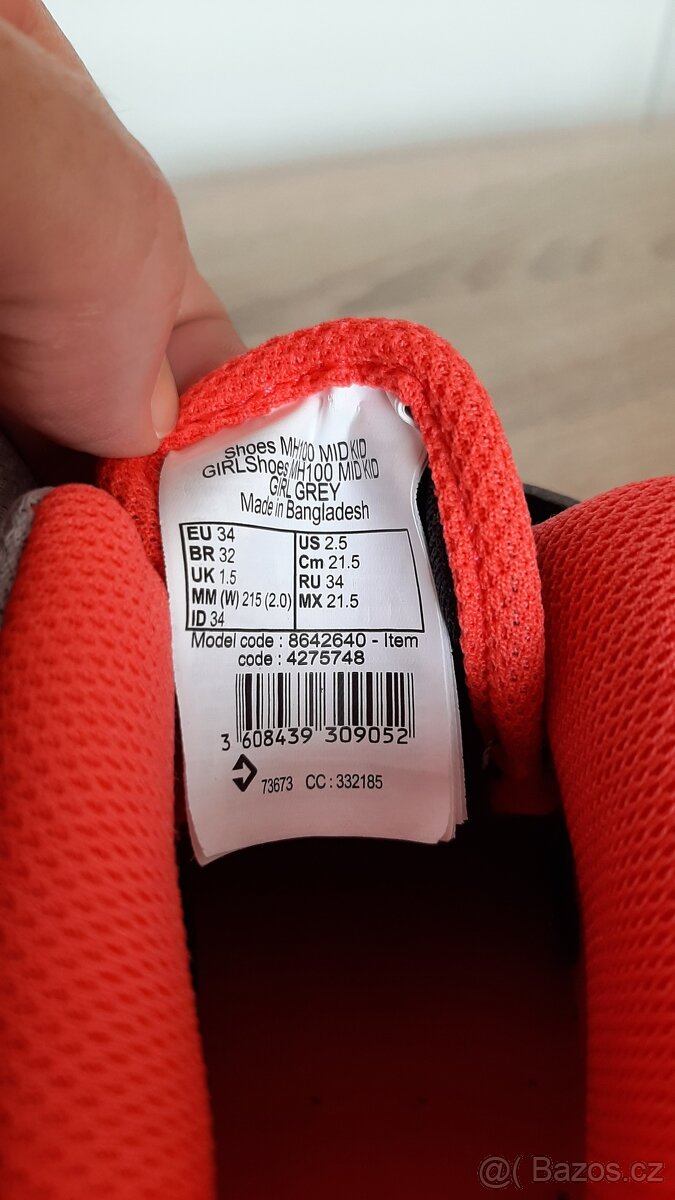 Shoes MH100 MID KID
GIRLShoes MH100 MID KID
GIRL GREY
Made in Bangladesh
EU 34
BR 32
UK 1.5
MM (W) 215 (2.0)
ID 34
US 2.5
Cm 21.5
RU 34
MX 21.5
Model code : 8642640 - Item
code : 4275748
3 608439 309052
73673 CC : 332185
@( Bazos.cz